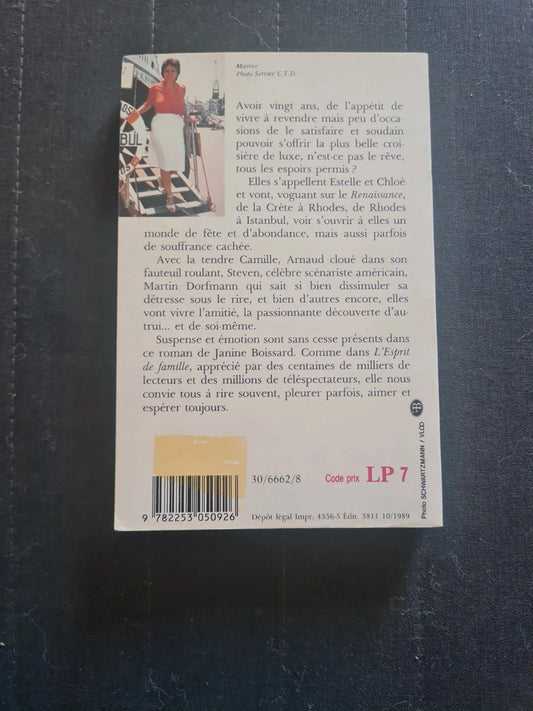 Marner
Photo Service C.T.D.
Avoir vingt ans, de l'appétit de
vivre à revendre mais peu d'occa-
sions de le satisfaire et soudain
pouvoir s'offrir la plus belle croi-
sière de luxe, n'est-ce pas le rêve,
tous les espoirs permis ?
Elles s'appellent Estelle et Chloé
et vont, voguant sur le Renaissance,
de la Crète à Rhodes, de Rhodes
à Istanbul, voir s'ouvrir à elles un
monde de fête et d'abondance, mais aussi parfois
de souffrance cachée.
Avec la tendre Camille, Arnaud cloué dans son
fauteuil roulant, Steven, célèbre scénariste américain,
Martin Dorfmann qui sait si bien dissimuler sa
détresse sous le rire, et bien d'autres encore, elles
vont vivre l'amitié, la passionnante découverte d'au-
trui... et de soi-même.
Suspense et émotion sont sans cesse présents dans
ce roman de Janine Boissard. Comme dans L'Esprit
de famille, apprécié par des centaines de milliers de
lecteurs et des millions de téléspectateurs, elle nous
convie tous à rire souvent, pleurer parfois, aimer et
espérer toujours.
B
Photo SCHWARTZMANN / VLOO
30/6662/8
Code prix LP 7
9 782253 050926
Dépôt légal Impr. 4356-5 Édit. 3811 10/1989